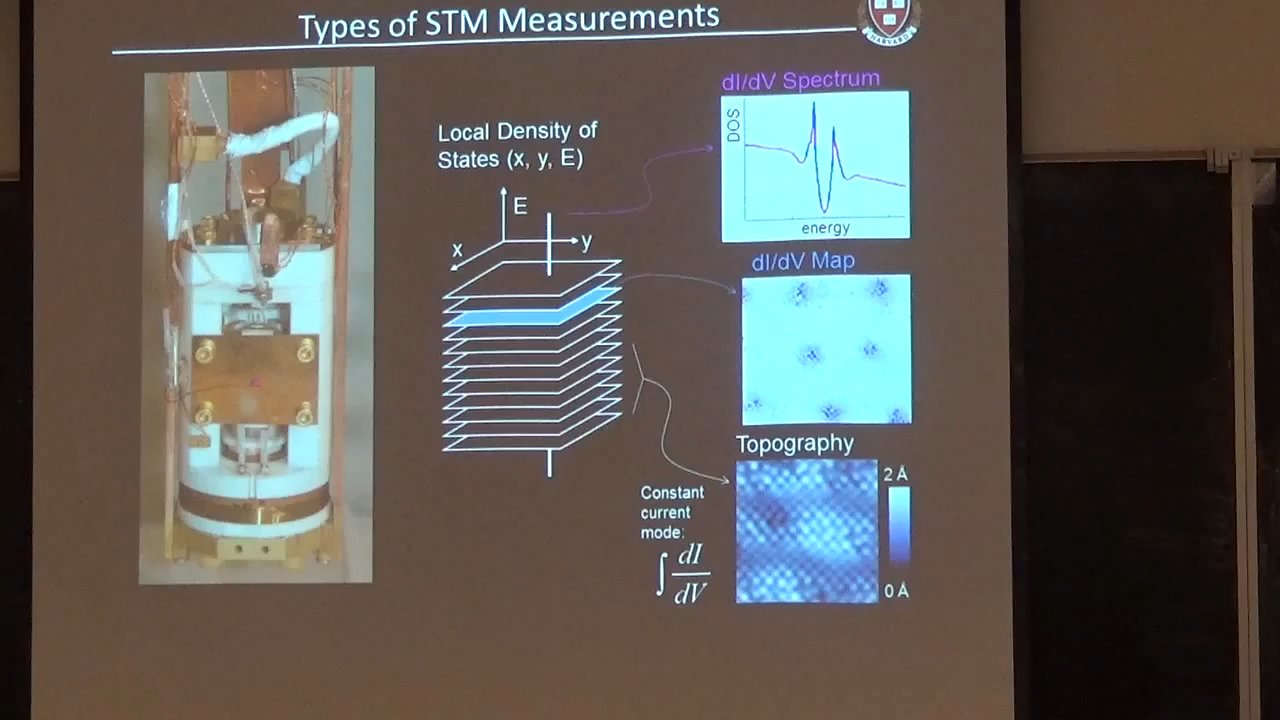 Types of STM Measurements
HARVARD
Local Density of
States (x, y, E)
E
x
y
dI/dV Spectrum
DOS
energy
dI/dV Map
Topography
2 Å
0 Å
Constant
current
mode:
∫ dI
dV